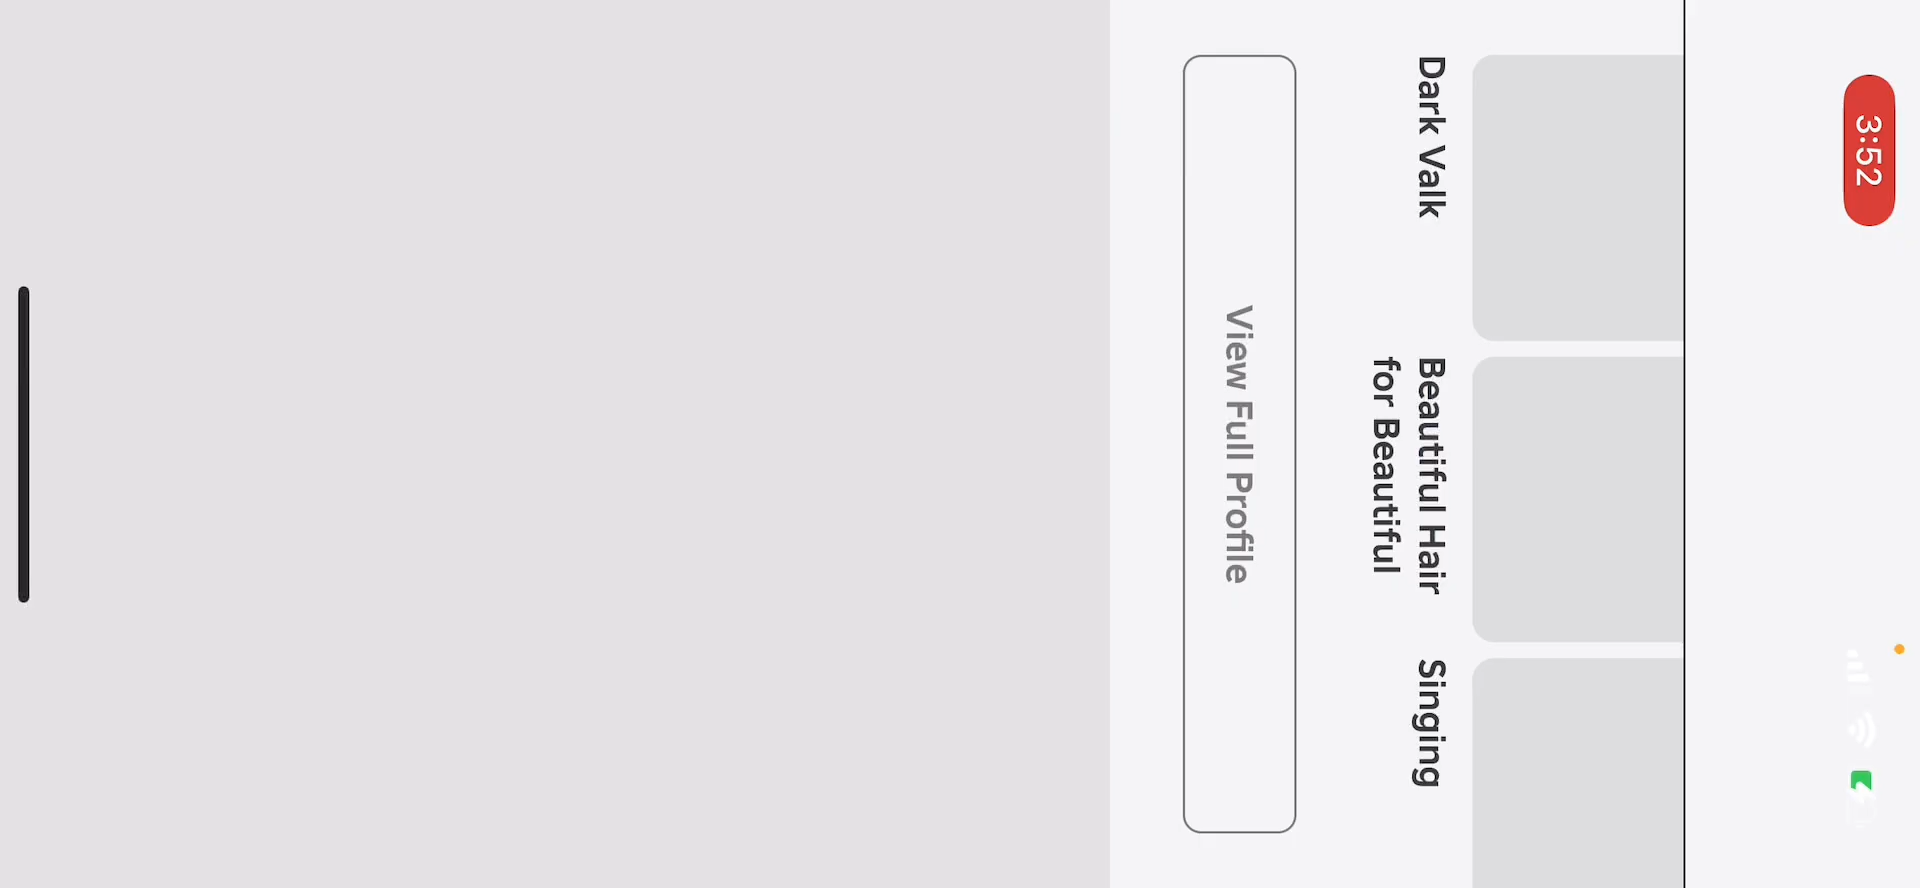 3:52
Dark Valk
Beautiful Hair
for Beautiful
Singing
View Full Profile